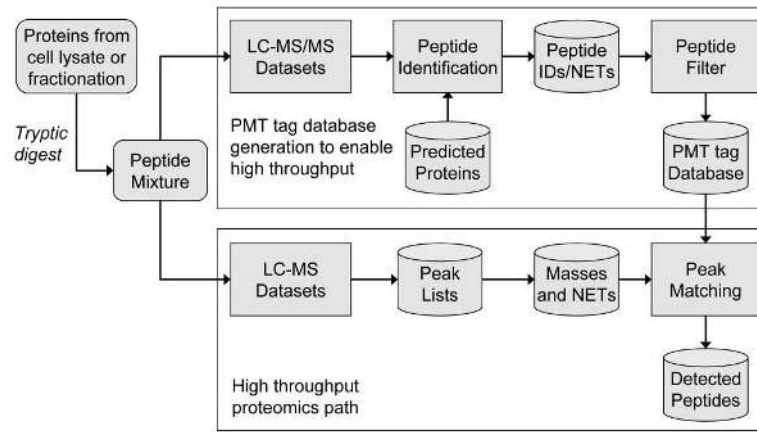 Proteins from
cell lysate or
fractionation
Tryptic
digest
Peptide
Mixture
LC-MS/MS
Datasets
Peptide
Identification
Peptide
IDs/NETs
Peptide
Filter
PMT tag database
generation to enable
high throughput
Predicted
Proteins
PMT tag
Database
LC-MS
Datasets
Peak
Lists
Masses
and NETs
Peak
Matching
Detected
Peptides
High throughput
proteomics path